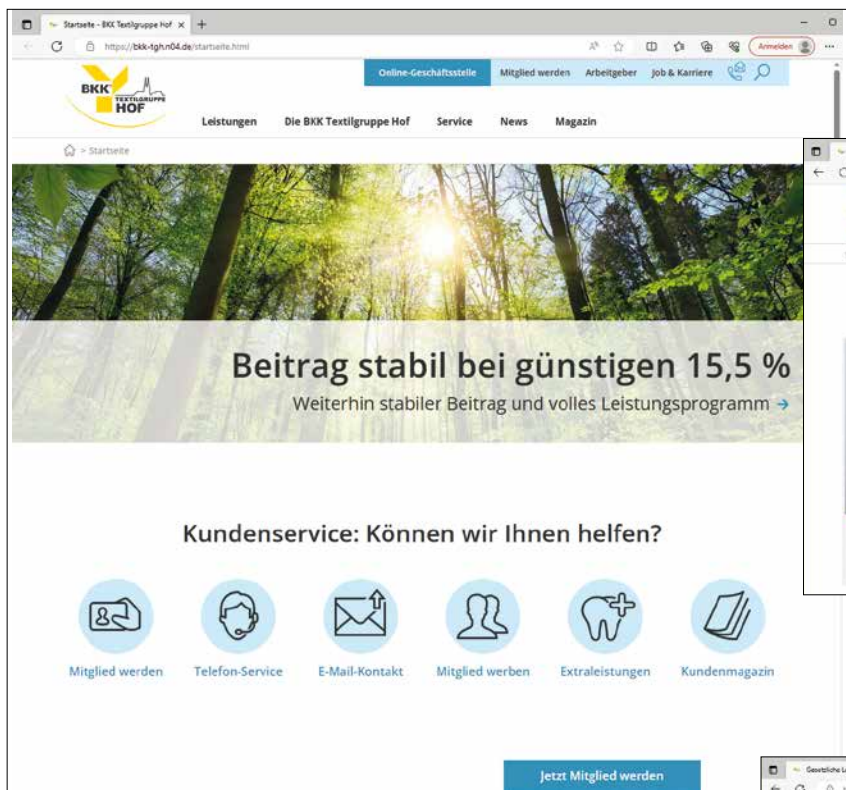 Startseite - BKK Textilgruppe Hof
https://bkk-tgh.n04.de/startseite.html
Anmelden
BKK
TEXTILGRUPPE
HOF
Online-Geschäftsstelle Mitglied werden Arbeitgeber Job & Karriere
Leistungen Die BKK Textilgruppe Hof Service News Magazin
> Startseite
Beitrag stabil bei günstigen 15,5 %
Weiterhin stabiler Beitrag und volles Leistungsprogramm →
Kundenservice: Können wir Ihnen helfen?
Mitglied werden Telefon-Service E-Mail-Kontakt Mitglied werben Extraleistungen Kundenmagazin
Jetzt Mitglied werden
Gesetzliche